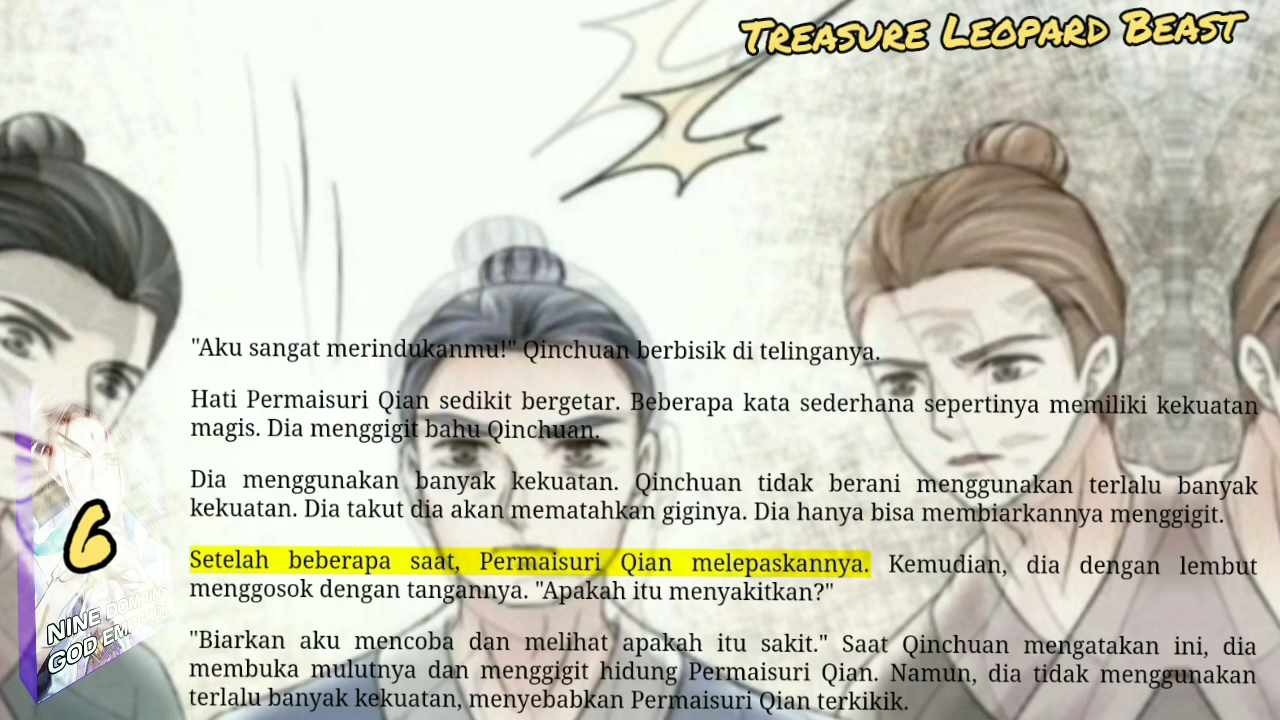 TREASURE LEOPARD BEAST
"Aku sangat merindukanmu!" Qinchuan berbisik di telinganya.
Hati Permaisuri Qian sedikit bergetar. Beberapa kata sederhana sepertinya memiliki kekuatan
magis. Dia menggigit bahu Qinchuan.
Dia menggunakan banyak kekuatan. Qinchuan tidak berani menggunakan terlalu banyak
kekuatan. Dia takut dia akan mematahkan giginya. Dia hanya bisa membiarkannya menggigit.
Setelah beberapa saat, Permaisuri Qian melepaskannya. Kemudian, dia dengan lembut
menggosok dengan tangannya. "Apakah itu menyakitkan?"
"Biarkan aku mencoba dan melihat apakah itu sakit." Saat Qinchuan mengatakan ini, dia
membuka mulutnya dan menggigit hidung Permaisuri Qian. Namun, dia tidak menggunakan
terlalu banyak kekuatan, menyebabkan Permaisuri Qian terkikik.
6
NINE DOMAINS
GOD EMPEROR